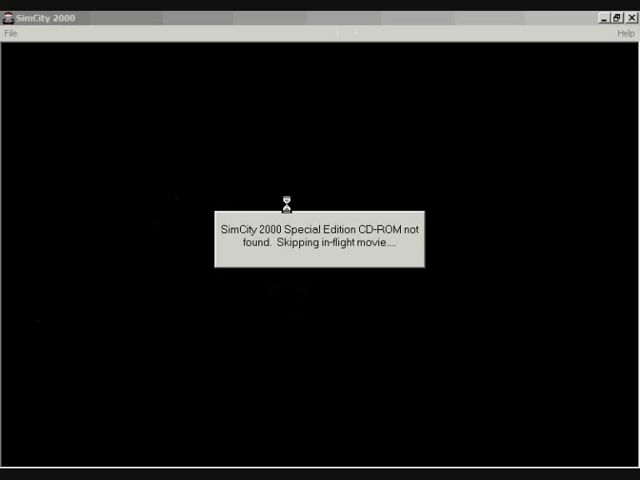 SimCity 2000
File Help
SimCity 2000 Special Edition CD-ROM not
found. Skipping in-flight movie....